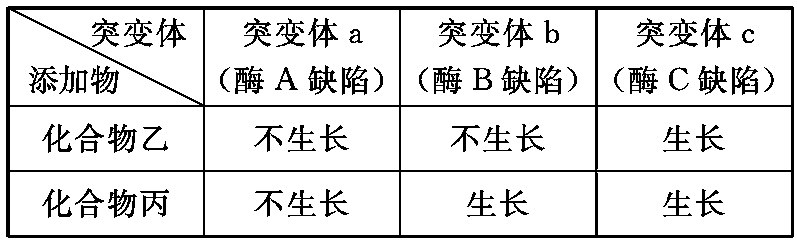 突变体 突变体 a 突变体 b 突变体 c
添加物 （酶 A 缺陷） （酶 B 缺陷） （酶 C 缺陷）
化合物乙 不生长 不生长 生长
化合物丙 不生长 生长 生长